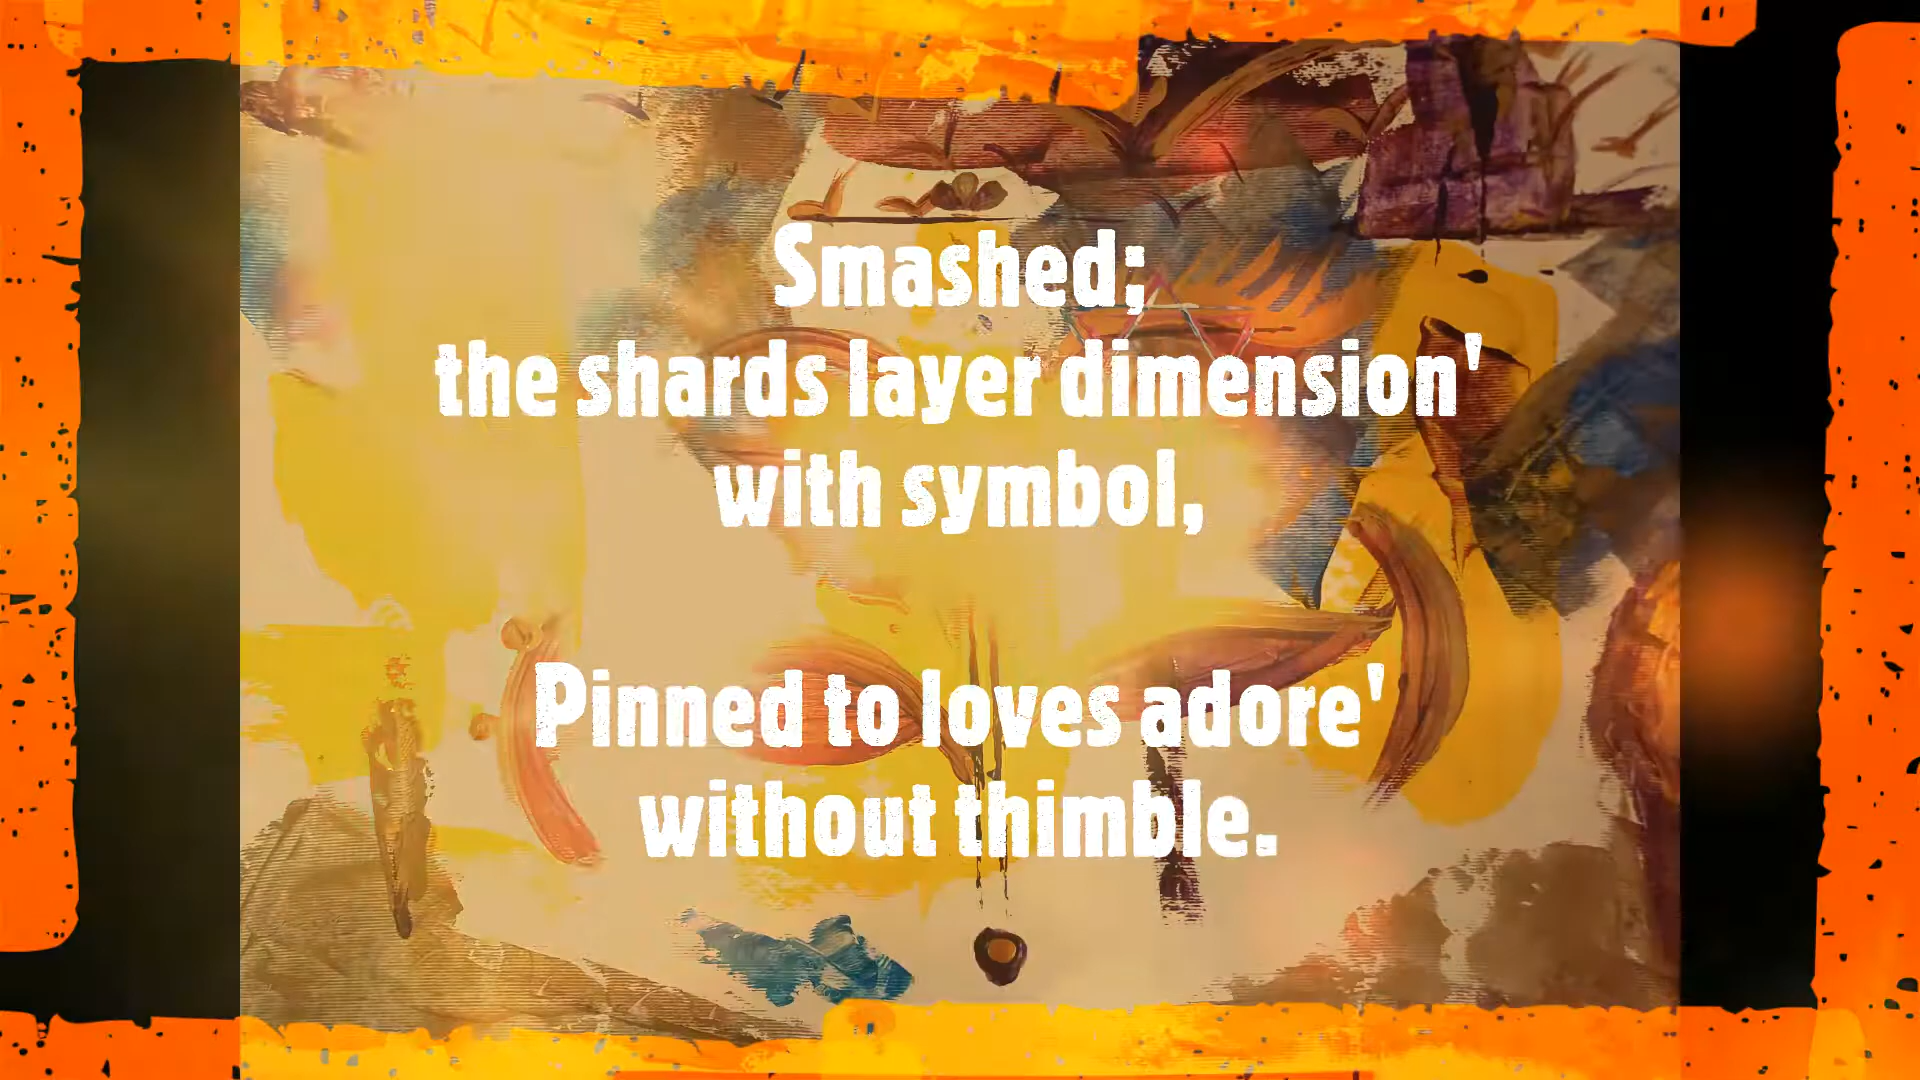 Smashed;
the shards layer dimension'
with symbol,
Pinned to loves adore'
without thimble.